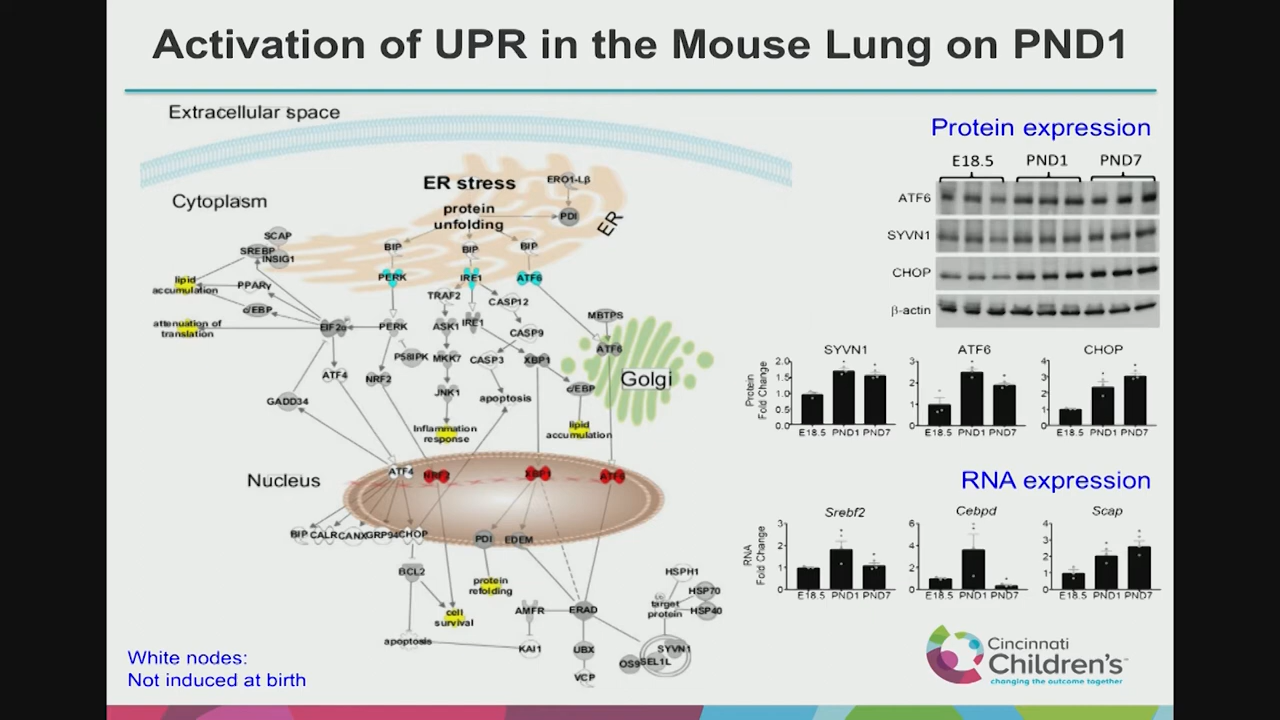 Activation of UPR in the Mouse Lung on PND1
Extracellular space
Cytoplasm
ER stress
protein
unfolding
ERO1-Lβ
PDI
ER
BIP
BIP
BIP
PERK
IRE1
ATF6
SCAP
SREBP
INSIG1
lipid
accumulation
PPARγ
c/EBP
attenuation of
translation
EIF2α
PERK
TRAF2
CASP12
ASK1
IRE1
CASP9
MBTPS
ATF6
P58IPK
MKK7
CASP3
XBP1
Golgi
ATF4
NRF2
JNK1
apoptosis
c/EBP
GADD34
Inflammation
response
lipid
accumulation
Nucleus
ATF4
NRF2
XBP1
ATF6
BIP
CALR
CANX
GRP94
CHOP
PDI
EDEM
BCL2
protein
refolding
HSPH1
HSP70
target
protein
HSP40
cell
survival
AMFR
ERAD
apoptosis
KAI1
UBX
SYVN1
OS9
SEL1L
VCP
White nodes:
Not induced at birth
Protein expression
E18.5 PND1 PND7
ATF6
SYVN1
CHOP
β-actin
SYVN1
Protein
Fold Change
2.0
1.5
1.0
0.5
0.0
E18.5 PND1 PND7
ATF6
3
2
1
0
E18.5 PND1 PND7
CHOP
4
3
2
1
0
E18.5 PND1 PND7
RNA expression
Srebf2
RNA
Fold Change
3
2
1
0
E18.5 PND1 PND7
Cebpd
6
4
2
0
E18.5 PND1 PND7
Scap
4
3
2
1
0
E18.5 PND1 PND7
Cincinnati
Children's
changing the outcome together